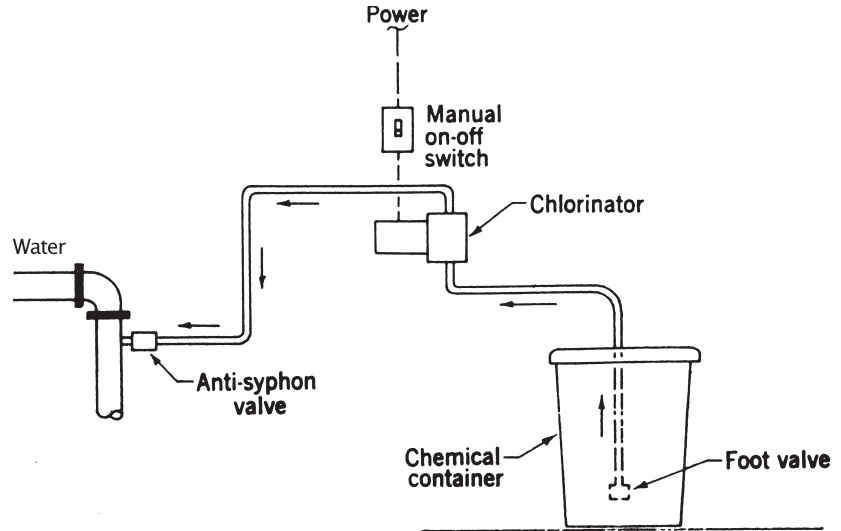 Power
Manual
on-off
switch
Chlorinator
Water
Anti-syphon
valve
Chemical
container
Foot valve